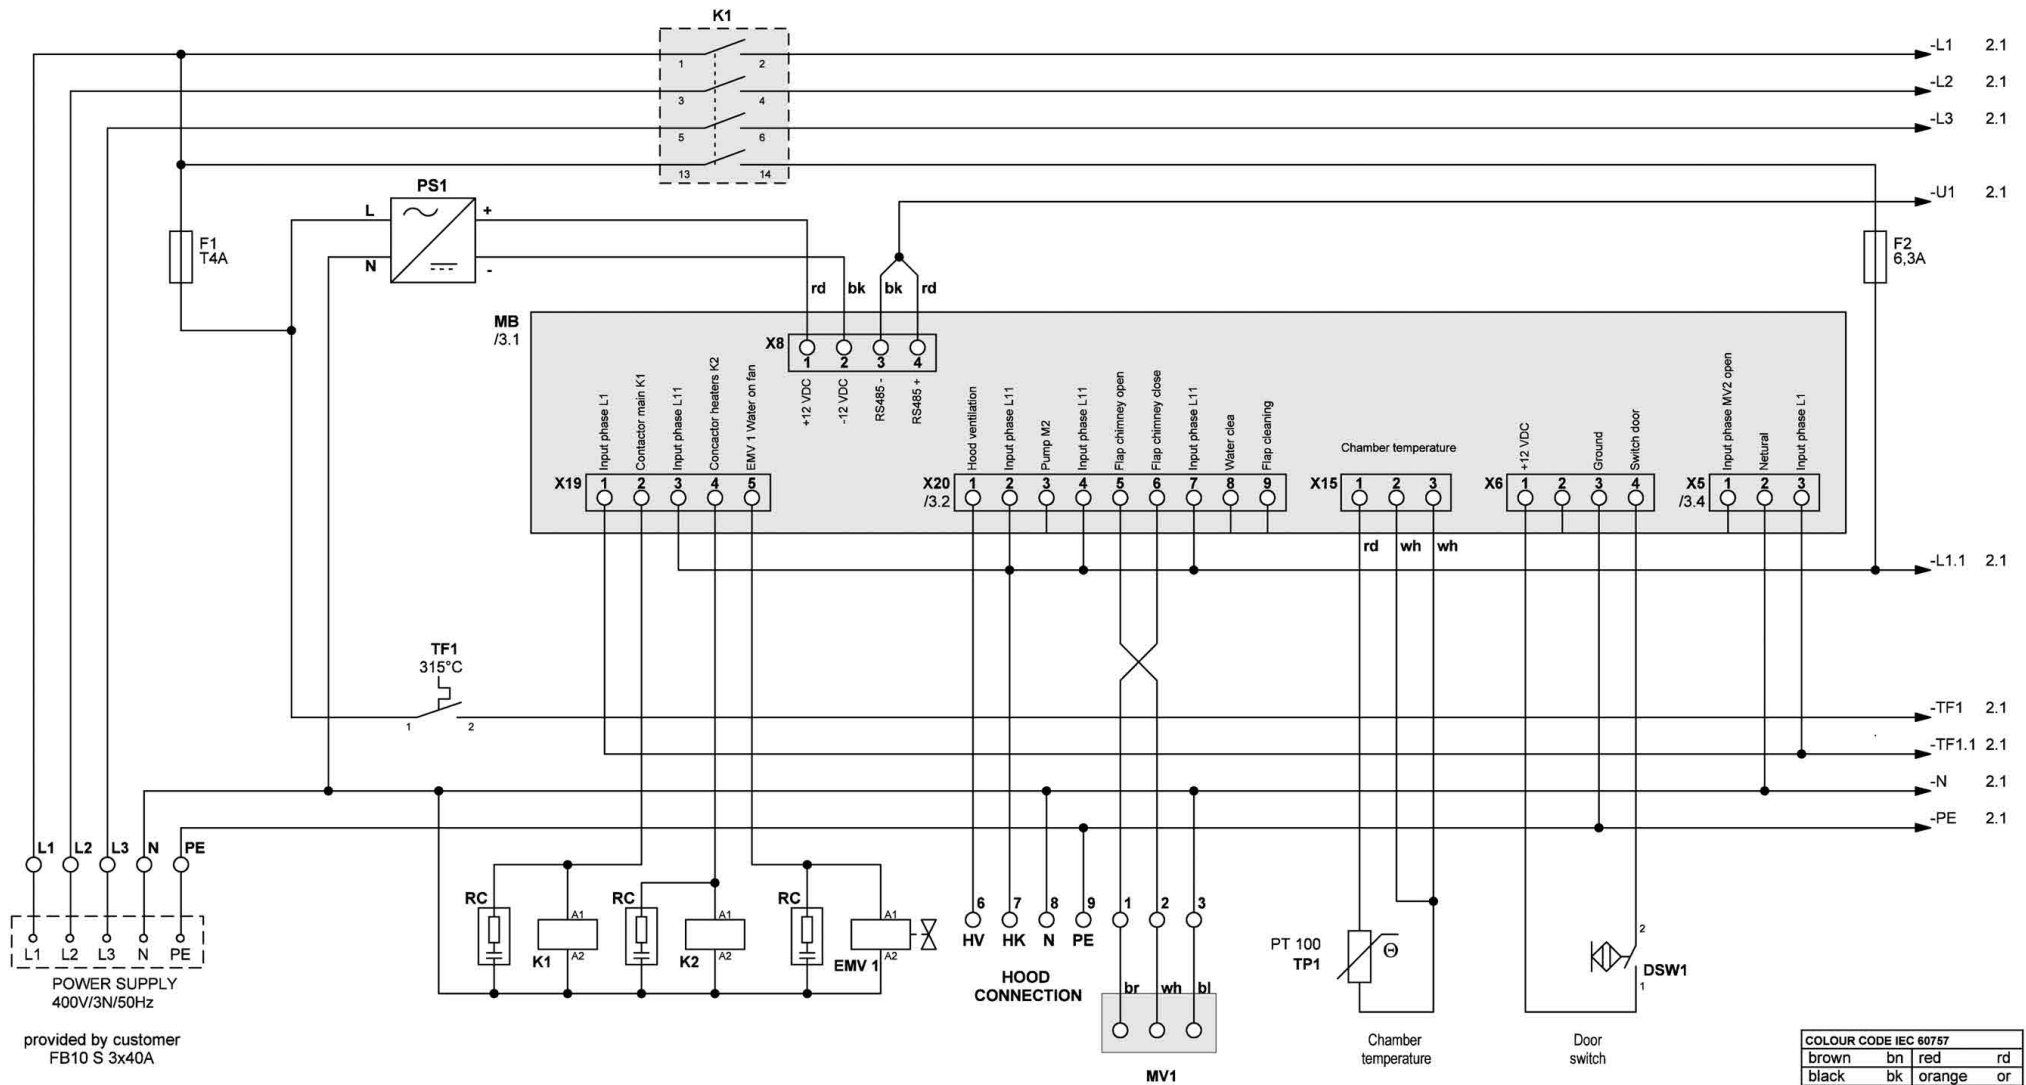 K1
-L1 2.1
1 2
-L2 2.1
3 4
-L3 2.1
5 6
13 14
PS1
-U1 2.1
L +
F1
T4A
F2
6,3A
N -
rd bk bk rd
MB
/3.1
X8
1 2 3 4
+12 VDC
-12 VDC
RS485 -
RS485 +
Input phase L1
Contactor main K1
Input phase L11
Concactor heaters K2
EMV 1 Water on fan
X19 1 2 3 4 5
Hood ventilation
Input phase L11
Pump M2
Input phase L11
Flap chimney open
Flap chimney close
Input phase L11
Water clea
Flap cleaning
X20 1 2 3 4 5 6 7 8 9
/3.2
Chamber temperature
X15 1 2 3
+12 VDC
Ground
Switch door
X6 1 2 3 4
Input phase MV2 open
Netural
Input phase L1
X5 1 2 3
/3.4
rd wh wh
-L1.1 2.1
TF1
315°C
1 2
-TF1 2.1
-TF1.1 2.1
-N 2.1
-PE 2.1
L1 L2 L3 N PE
L1 L2 L3 N PE
POWER SUPPLY
400V/3N/50Hz
provided by customer
FB10 S 3x40A
RC
A1
K1
A2
RC
A1
K2
A2
RC
A1
EMV 1
A2
6 7 8 9
HV HK N PE
HOOD
CONNECTION
1 2 3
br wh bl
MV1
PT 100
TP1
Θ
Chamber
temperature
2
DSW1
1
Door
switch
COLOUR CODE IEC 60757
brown bn red rd
black bk orange or